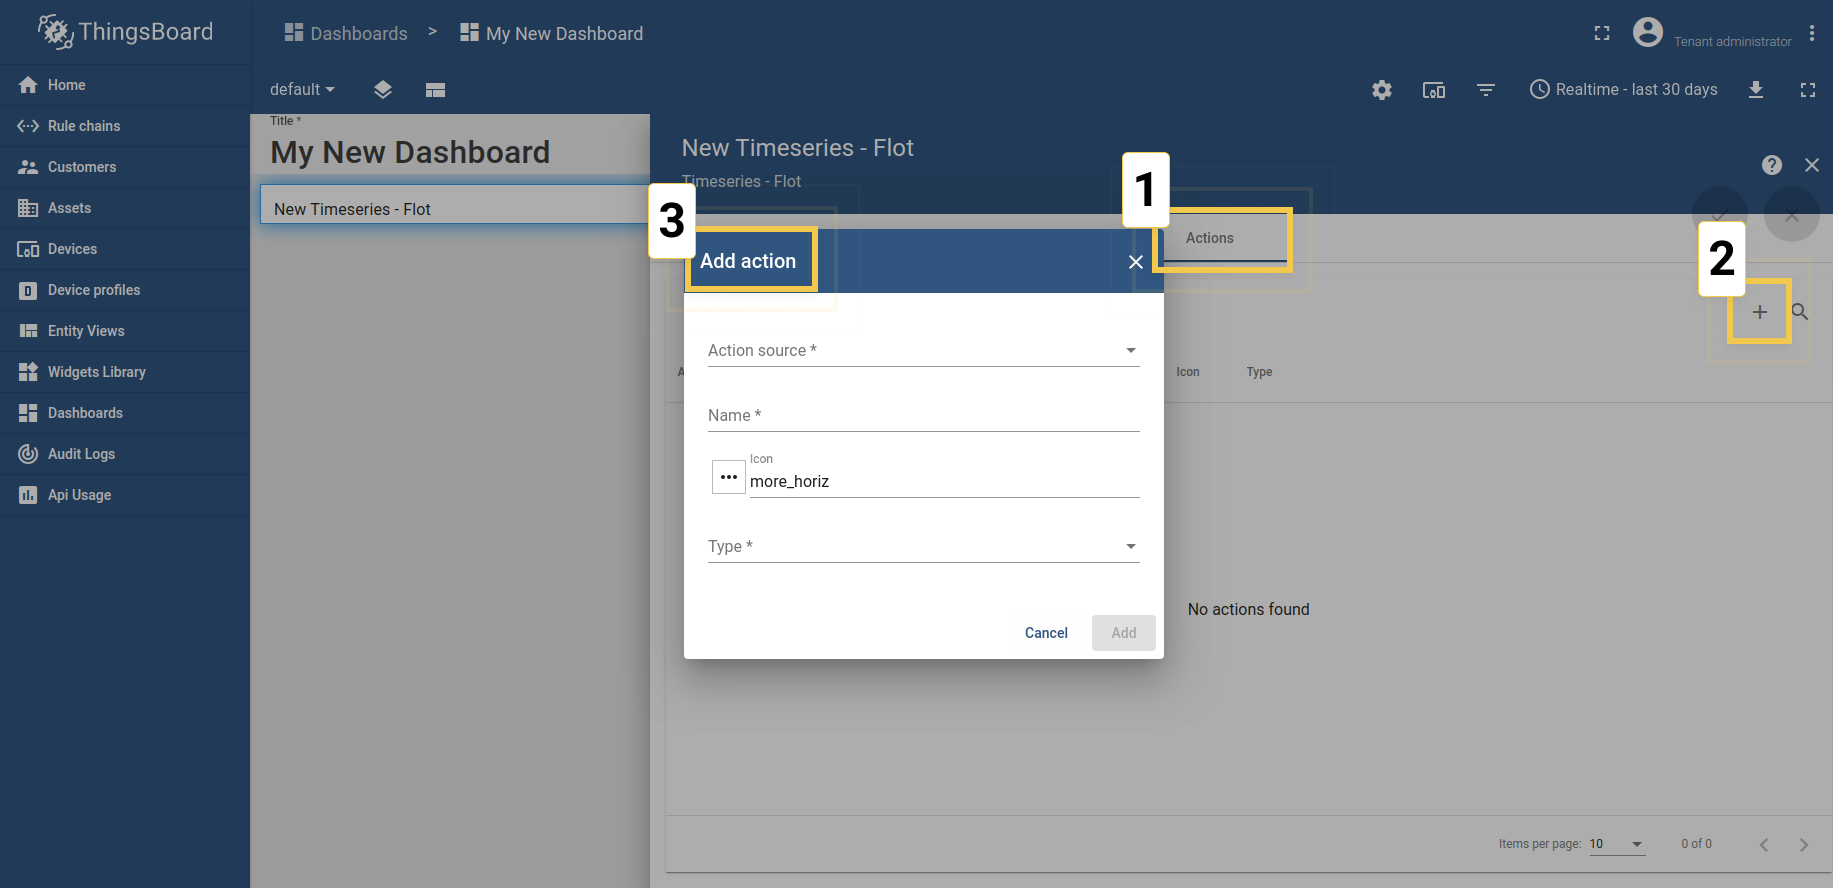 ThingsBoard
Dashboards > My New Dashboard
Tenant administrator
Home
Rule chains
Customers
Assets
Devices
Device profiles
Entity Views
Widgets Library
Dashboards
Audit Logs
Api Usage
default
Realtime - last 30 days
Title *
My New Dashboard
New Timeseries - Flot
New Timeseries - Flot
Timeseries - Flot
1
Actions
2
3
Add action
Action source *
Name *
Icon
more_horiz
Type *
Cancel
Add
A
Icon
Type
No actions found
Items per page: 10
0 of 0